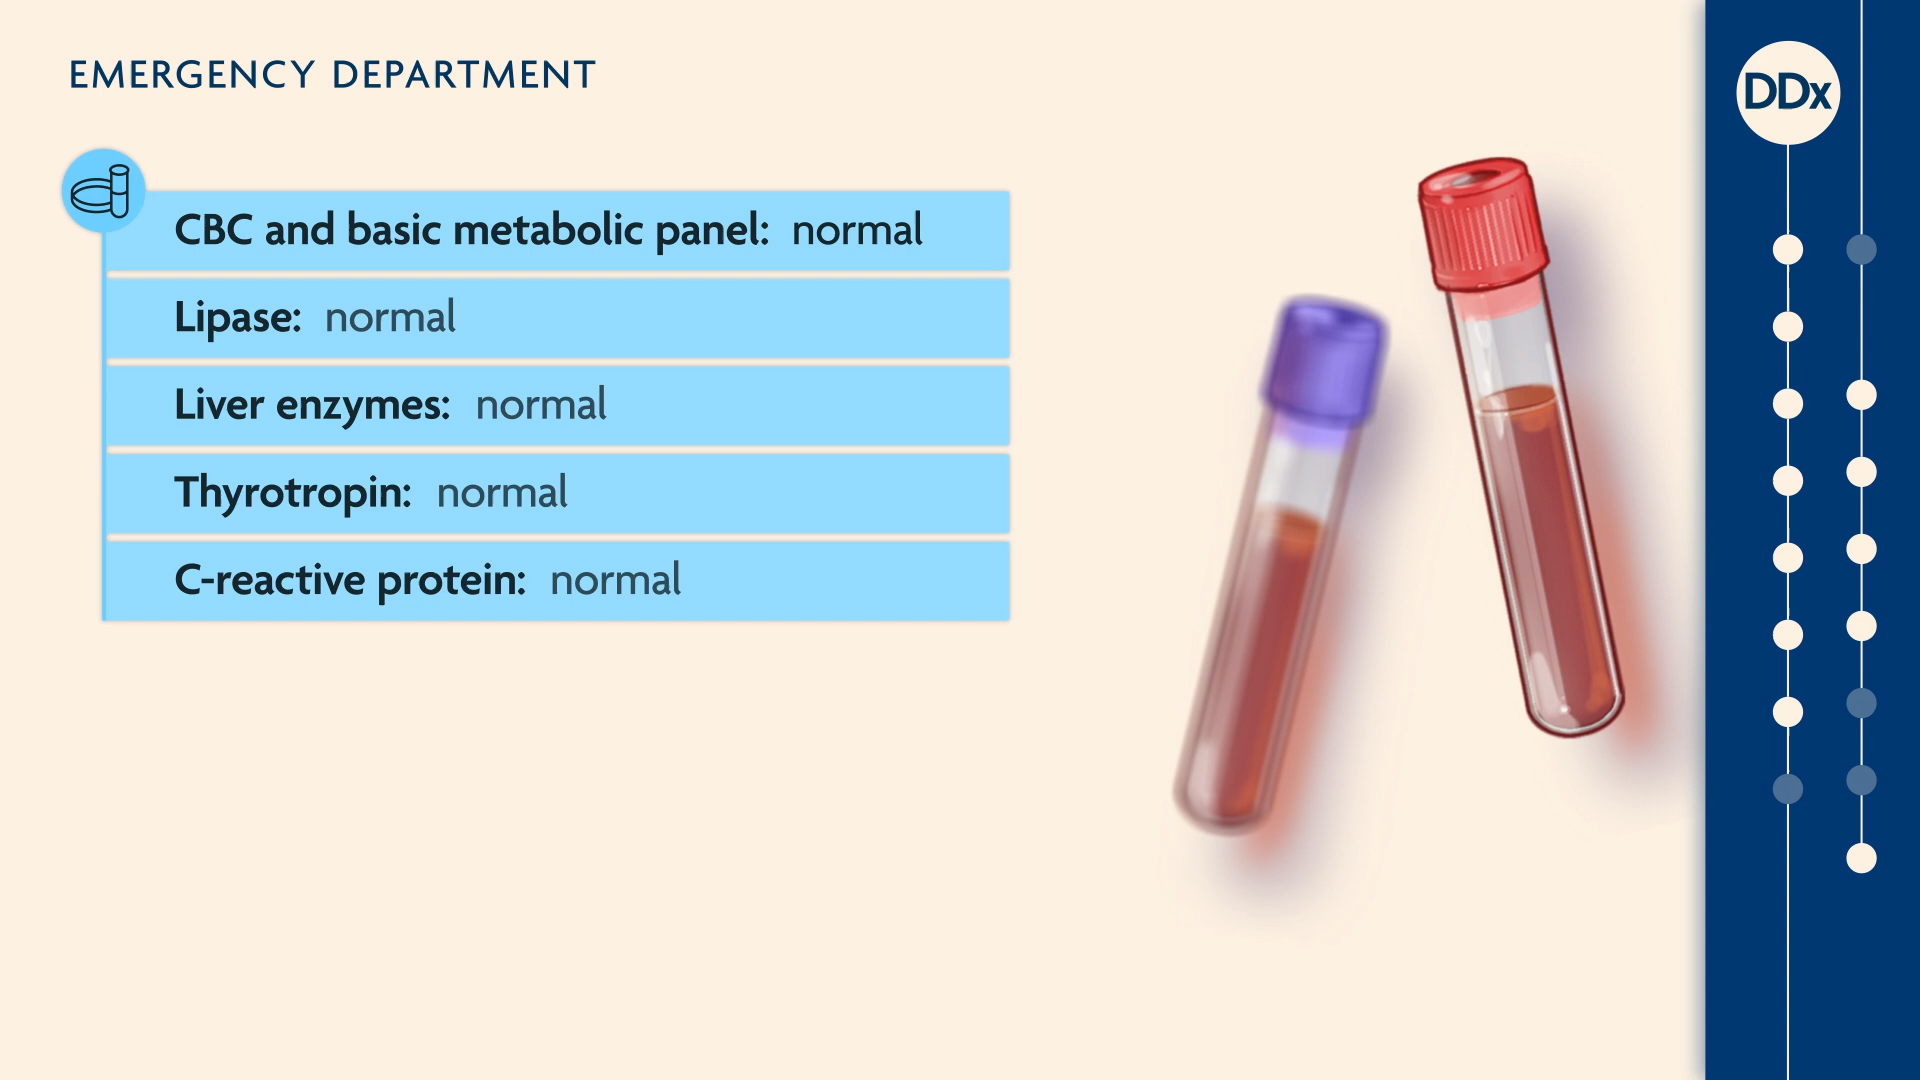 EMERGENCY DEPARTMENT
DDx
CBC and basic metabolic panel: normal
Lipase: normal
Liver enzymes: normal
Thyrotropin: normal
C-reactive protein: normal